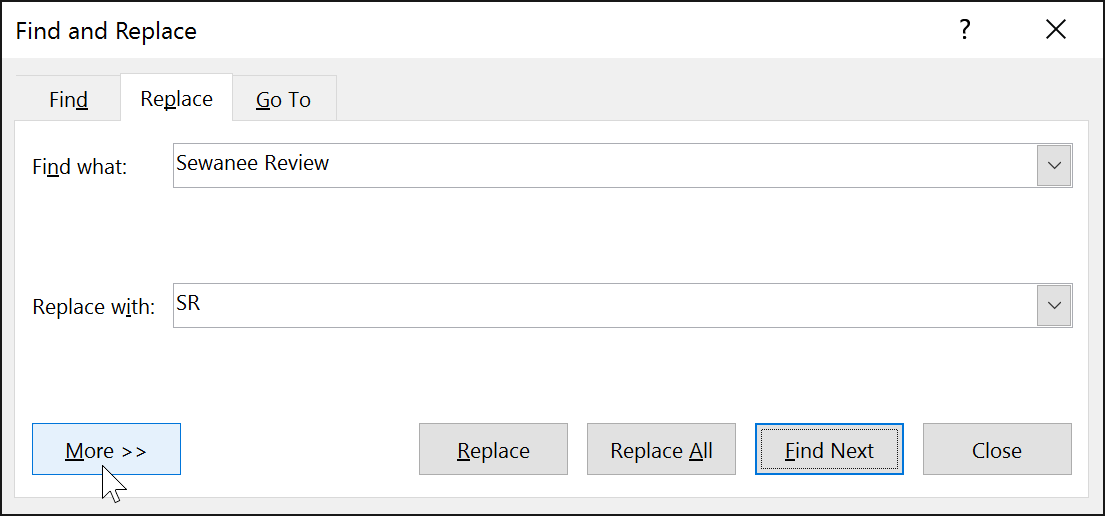 Find and Replace ?
Find Replace Go To
Find what: Sewanee Review
Replace with: SR
More >> Replace Replace All Find Next Close